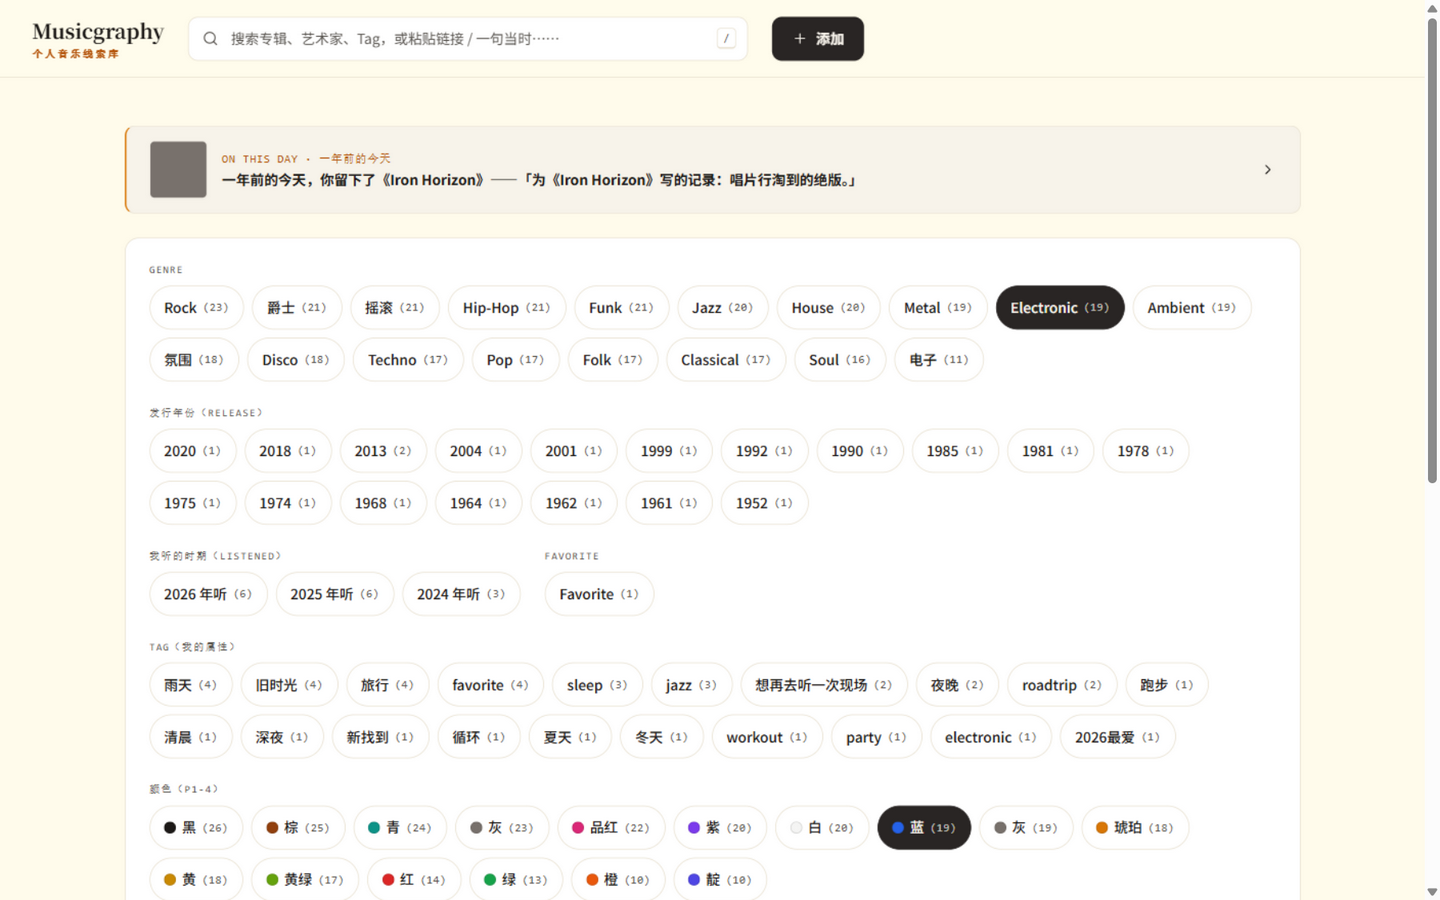 Musicgraphy
个人音乐线索库
搜索专辑、艺术家、Tag，或粘贴链接 / 一句当时……
/
＋ 添加
ON THIS DAY · 一年前的今天
一年前的今天，你留下了《Iron Horizon》——「为《Iron Horizon》写的记录：唱片行淘到的绝版。」
GENRE
Rock (23) 爵士 (21) 摇滚 (21) Hip-Hop (21) Funk (21) Jazz (20) House (20) Metal (19) Electronic (19) Ambient (19)
氛围 (18) Disco (18) Techno (17) Pop (17) Folk (17) Classical (17) Soul (16) 电子 (11)
发行年份 (RELEASE)
2020 (1) 2018 (1) 2013 (2) 2004 (1) 2001 (1) 1999 (1) 1992 (1) 1990 (1) 1985 (1) 1981 (1) 1978 (1)
1975 (1) 1974 (1) 1968 (1) 1964 (1) 1962 (1) 1961 (1) 1952 (1)
我听的时期 (LISTENED) FAVORITE
2026 年听 (6) 2025 年听 (6) 2024 年听 (3) Favorite (1)
TAG (我的属性)
雨天 (4) 旧时光 (4) 旅行 (4) favorite (4) sleep (3) jazz (3) 想再去听一次现场 (2) 夜晚 (2) roadtrip (2) 跑步 (1)
清晨 (1) 深夜 (1) 新找到 (1) 循环 (1) 夏天 (1) 冬天 (1) workout (1) party (1) electronic (1) 2026最爱 (1)
颜色 (P1-4)
黑 (26) 棕 (25) 青 (24) 灰 (23) 品红 (22) 紫 (20) 白 (20) 蓝 (19) 灰 (19) 琥珀 (18)
黄 (18) 黄绿 (17) 红 (14) 绿 (13) 橙 (10) 靛 (10)